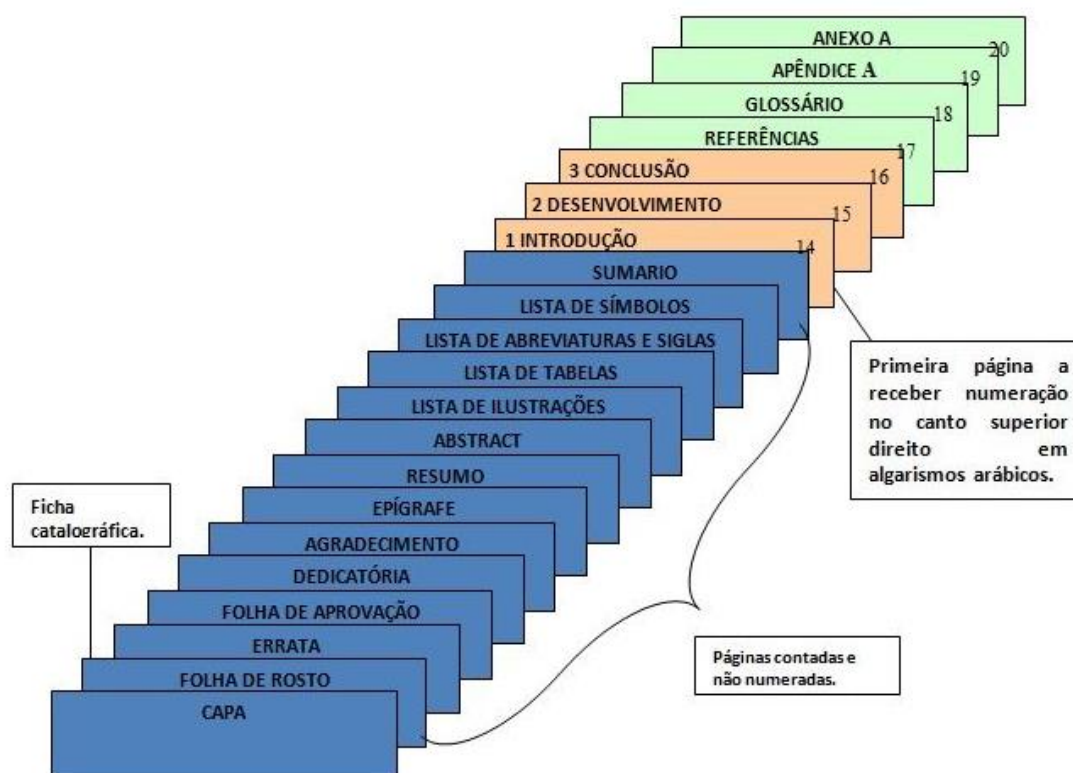 ANEXO A
20
APÊNDICE A
19
GLOSSÁRIO
18
REFERÊNCIAS
17
3 CONCLUSÃO
16
2 DESENVOLVIMENTO
15
1 INTRODUÇÃO
14
SUMARIO
LISTA DE SÍMBOLOS
LISTA DE ABREVIATURAS E SIGLAS
LISTA DE TABELAS
LISTA DE ILUSTRAÇÕES
ABSTRACT
RESUMO
EPÍGRAFE
AGRADECIMENTO
DEDICATÓRIA
FOLHA DE APROVAÇÃO
ERRATA
FOLHA DE ROSTO
CAPA
Primeira página a
receber numeração
no canto superior
direito em
algarismos arábicos.
Ficha
catalográfica.
Páginas contadas e
não numeradas.